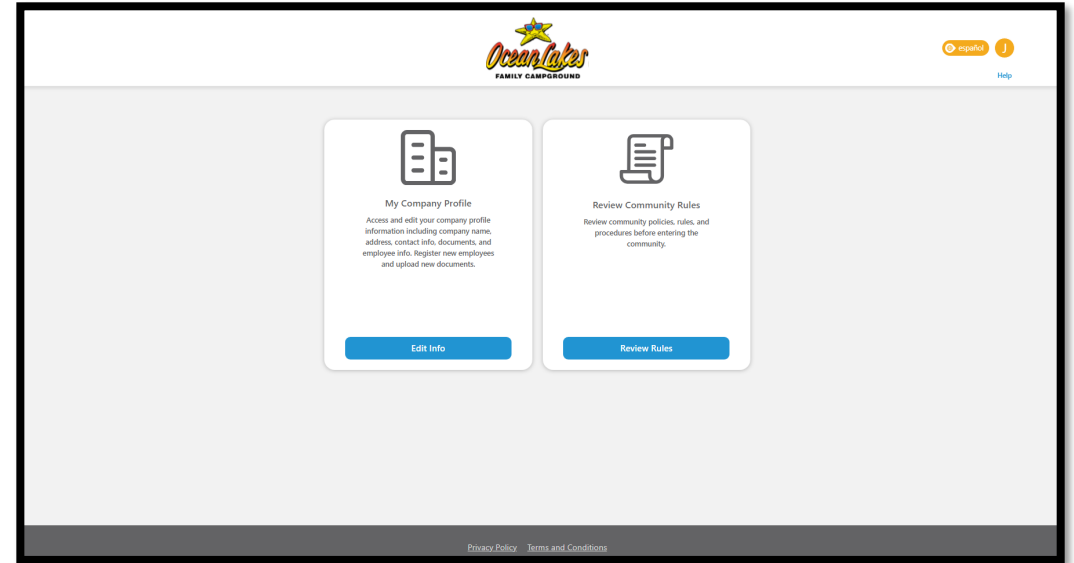 Ocean Lakes
FAMILY CAMPGROUND
español
J
Help
My Company Profile
Access and edit your company profile
information including company name,
address, contact info, documents, and
employee info. Register new employees
and upload new documents.
Edit Info
Review Community Rules
Review community policies, rules, and
procedures before entering the
community.
Review Rules
Privacy Policy Terms and Conditions